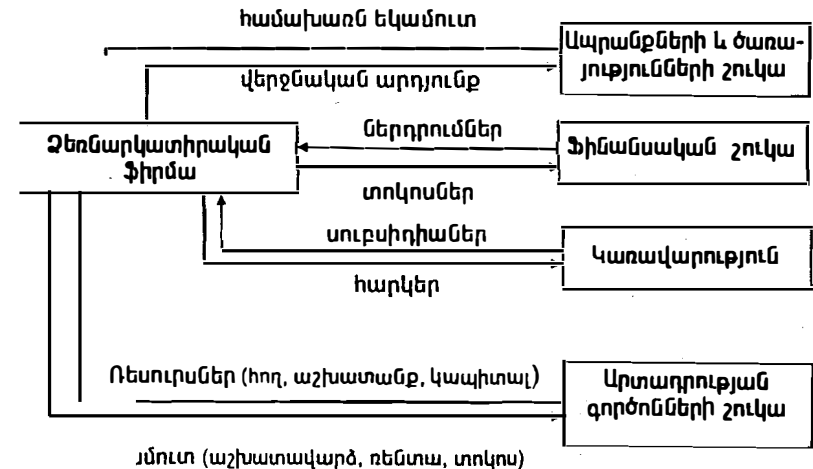 համախառն եկամուտ
Ապրանքների և ծառա-
յությունների շուկա
վերջնական արդյունք
Ձեռնարկատիրական
ֆիրմա
ներդրումներ
Ֆինանսական շուկա
տոկոսներ
սուբսիդիաներ
Կառավարություն
հարկեր
Ռեսուրսներ (հող, աշխատանք, կապիտալ)
Արտադրության
գործոնների շուկա
յմուտ (աշխատավարձ, ռենտա, տոկոս)